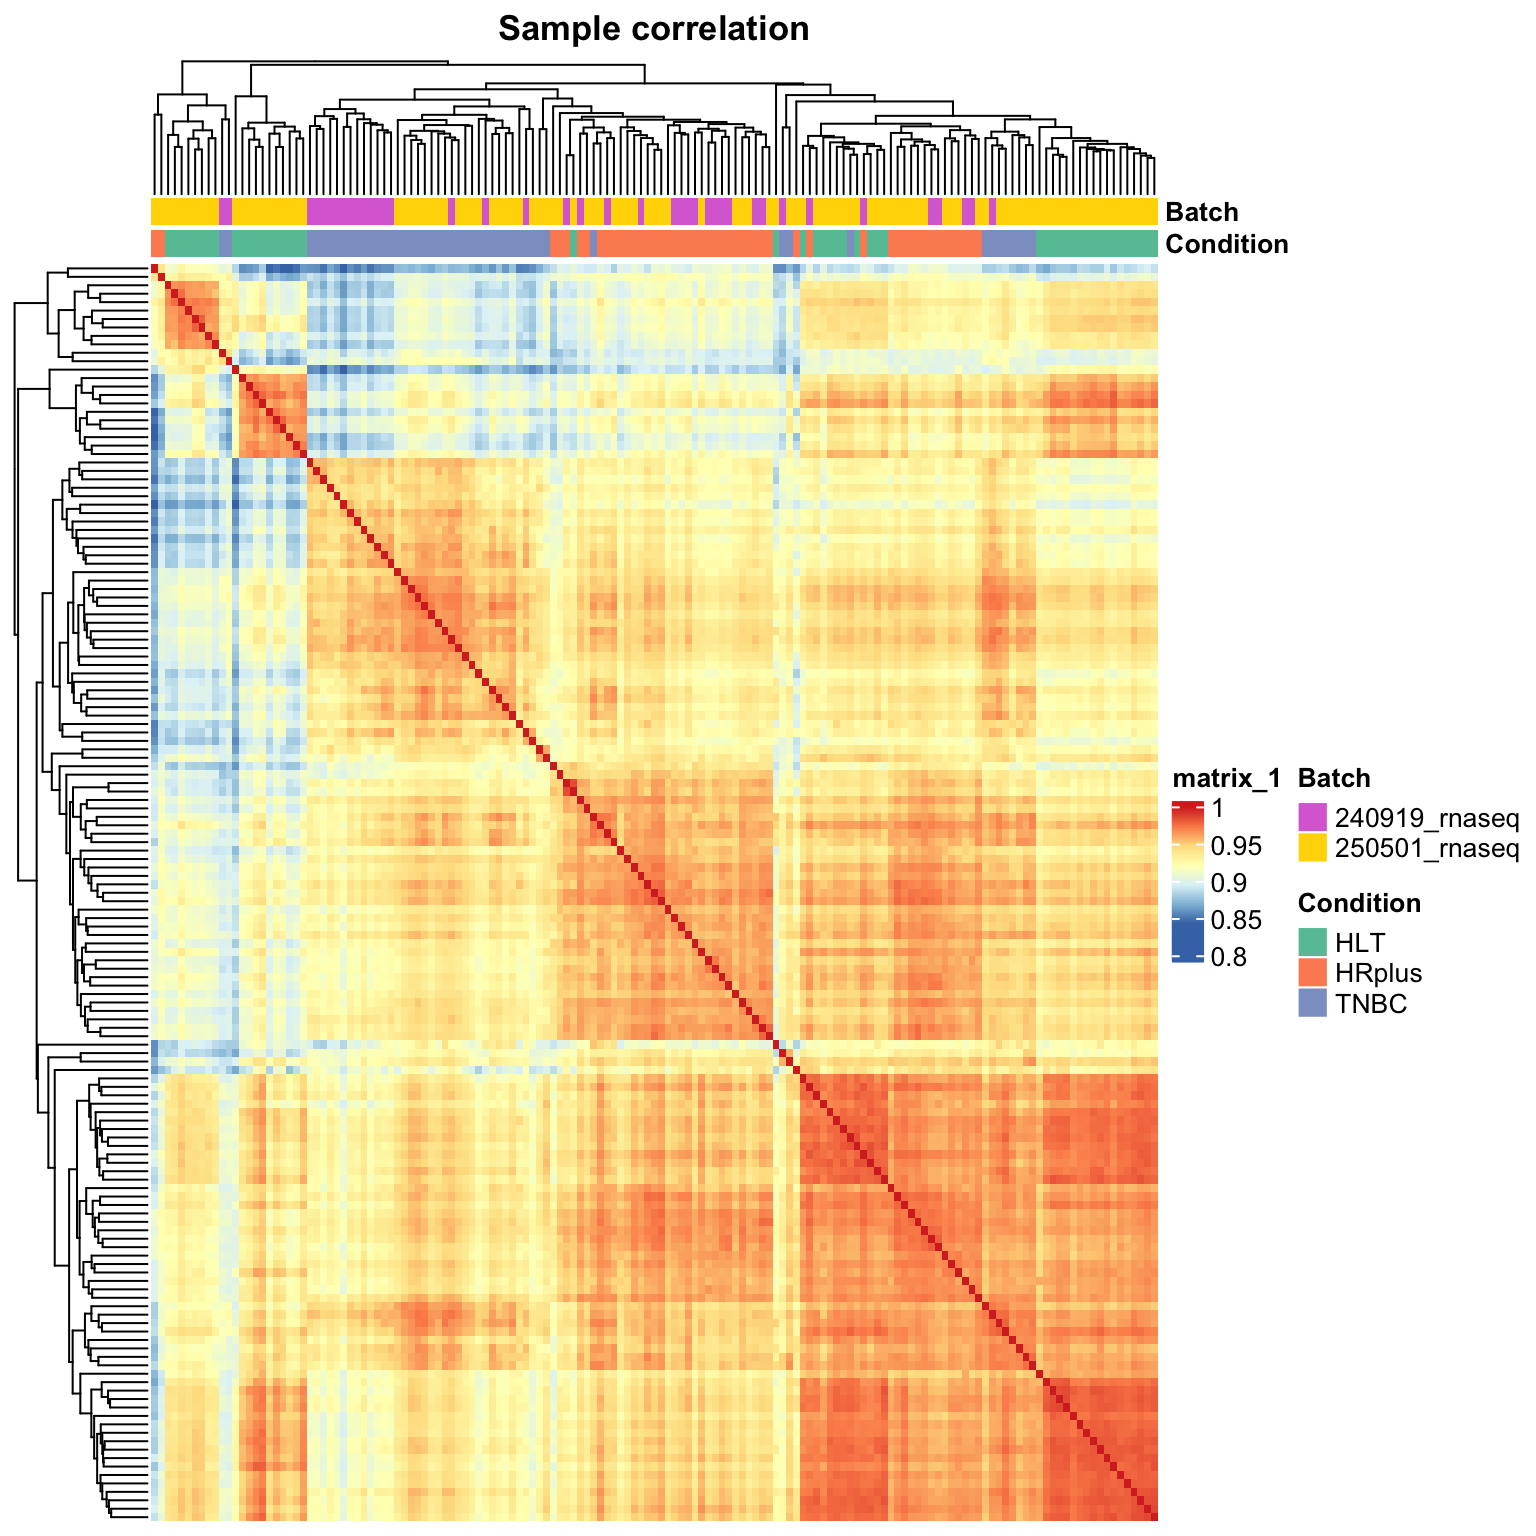 Sample correlation
Batch
Condition
matrix_1
1
0.95
0.9
0.85
0.8
Batch
240919_rnaseq
250501_rnaseq
Condition
HLT
HRplus
TNBC